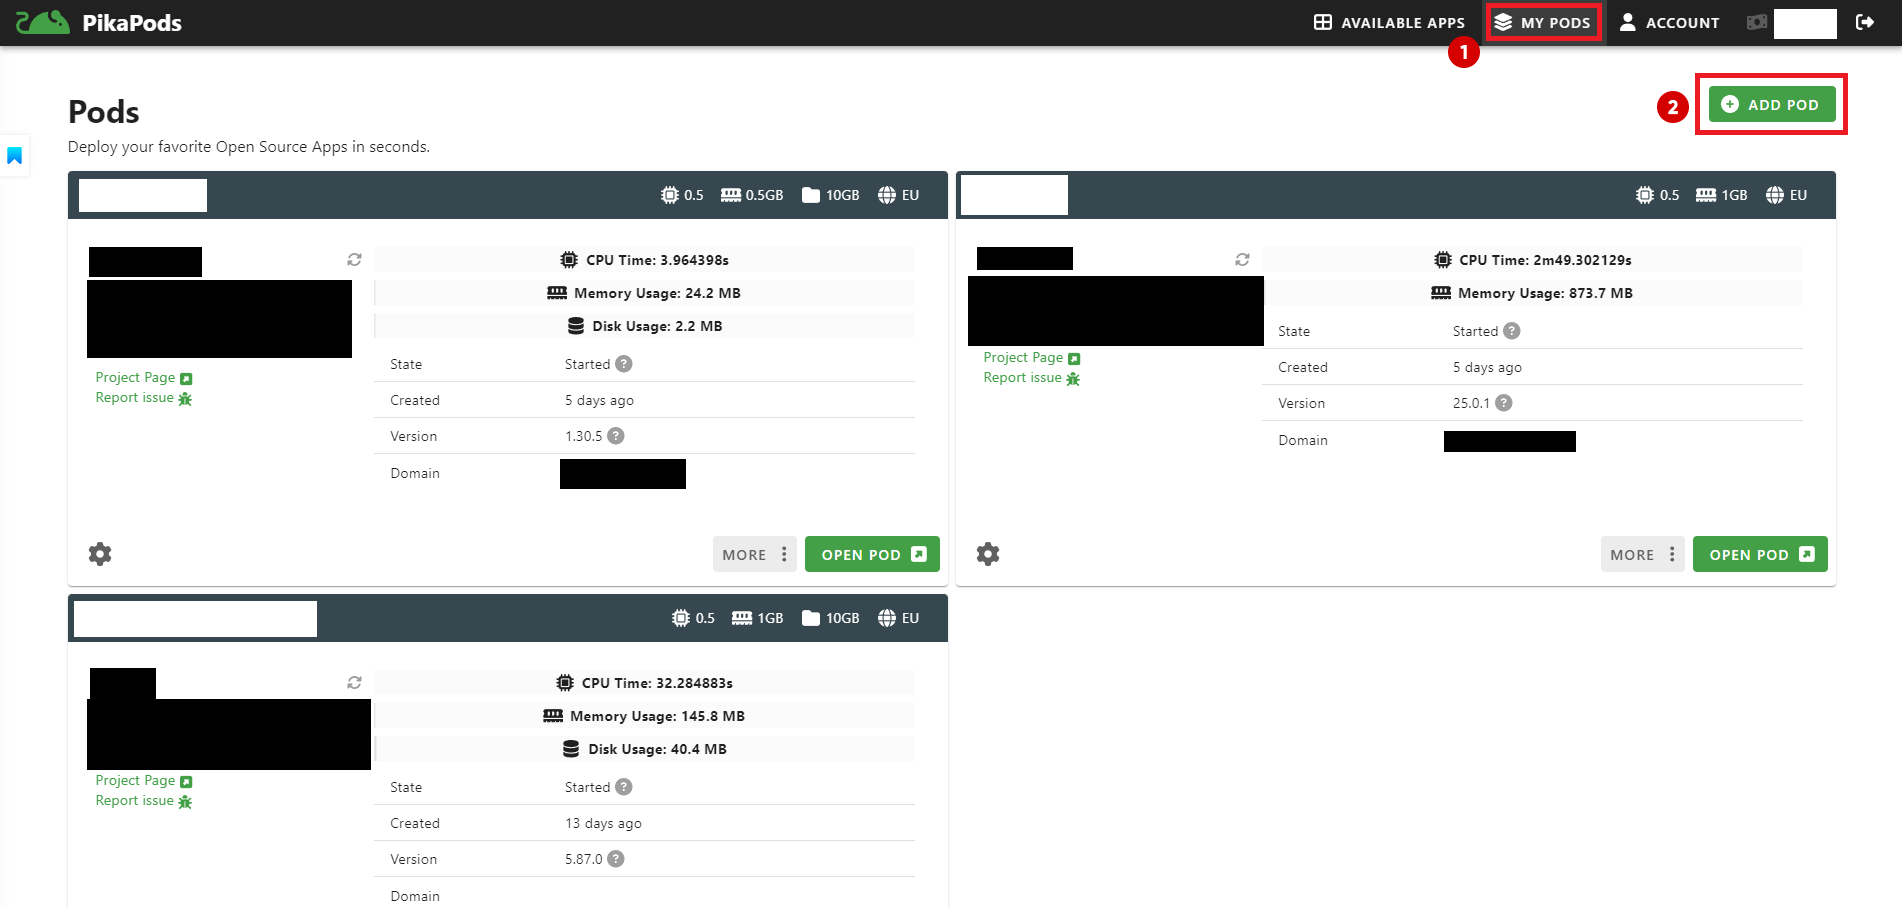 PikaPods
AVAILABLE APPS
MY PODS
ACCOUNT
1
Pods
2
ADD POD
Deploy your favorite Open Source Apps in seconds.
0.5 0.5GB 10GB EU
CPU Time: 3.964398s
Memory Usage: 24.2 MB
Disk Usage: 2.2 MB
Project Page
Report issue
State Started ?
Created 5 days ago
Version 1.30.5 ?
Domain
MORE
OPEN POD
0.5 1GB EU
CPU Time: 2m49.302129s
Memory Usage: 873.7 MB
Project Page
Report issue
State Started ?
Created 5 days ago
Version 25.0.1 ?
Domain
MORE
OPEN POD
0.5 1GB 10GB EU
CPU Time: 32.284883s
Memory Usage: 145.8 MB
Disk Usage: 40.4 MB
Project Page
Report issue
State Started ?
Created 13 days ago
Version 5.87.0 ?
Domain